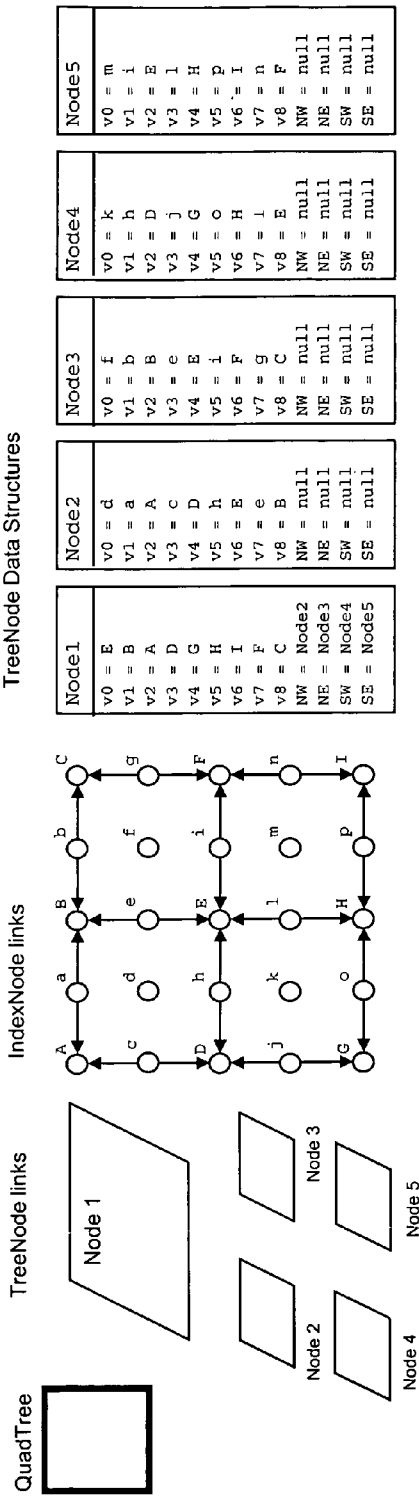 QuadTree
TreeNode links
Node 1
Node 2
Node 3
Node 4
Node 5
IndexNode links
A a B b C
c d e f g
D h E i F
j k l m n
G o H p I
TreeNode Data Structures
Node1
v0 = E
v1 = B
v2 = A
v3 = D
v4 = G
v5 = H
v6 = I
v7 = F
v8 = C
NW = Node2
NE = Node3
SW = Node4
SE = Node5
Node2
v0 = d
v1 = a
v2 = A
v3 = c
v4 = D
v5 = h
v6 = E
v7 = e
v8 = B
NW = null
NE = null
SW = null
SE = null
Node3
v0 = f
v1 = b
v2 = B
v3 = e
v4 = E
v5 = i
v6 = F
v7 = g
v8 = C
NW = null
NE = null
SW = null
SE = null
Node4
v0 = k
v1 = h
v2 = D
v3 = j
v4 = G
v5 = o
v6 = H
v7 = l
v8 = E
NW = null
NE = null
SW = null
SE = null
Node5
v0 = m
v1 = i
v2 = E
v3 = l
v4 = H
v5 = p
v6 = I
v7 = n
v8 = F
NW = null
NE = null
SW = null
SE = null